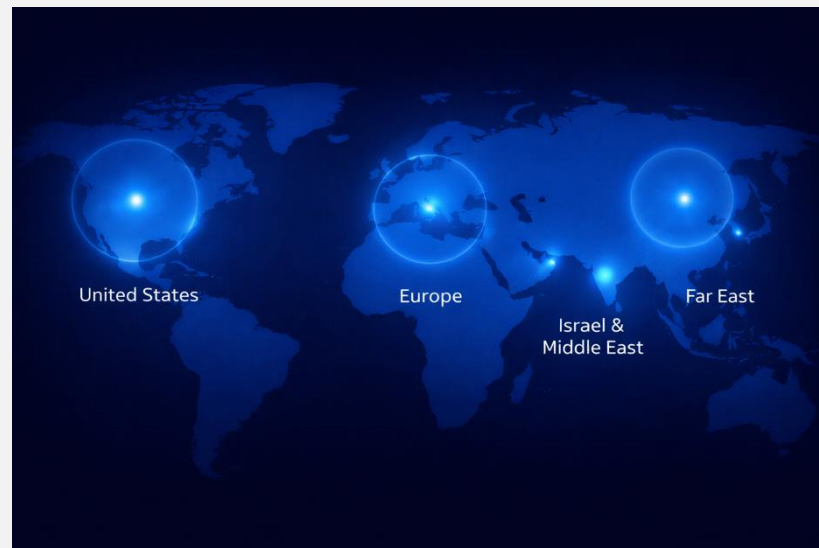 United States
Europe
Far East
Israel &
Middle East